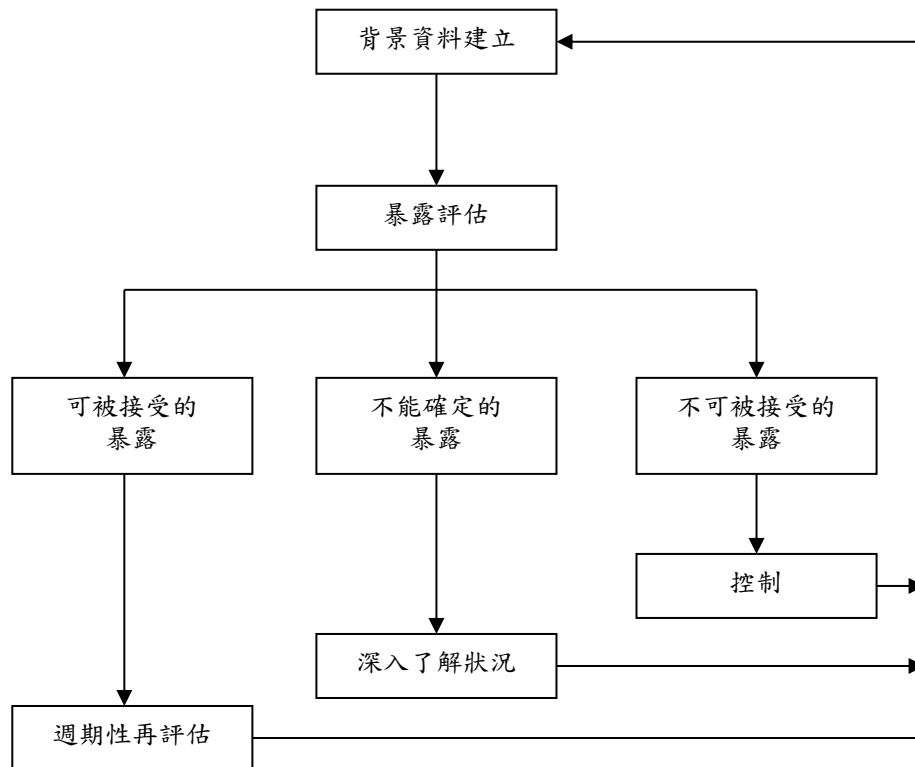 背景資料建立
暴露評估
可被接受的
暴露
不能確定的
暴露
不可被接受的
暴露
控制
深入了解狀況
週期性再評估